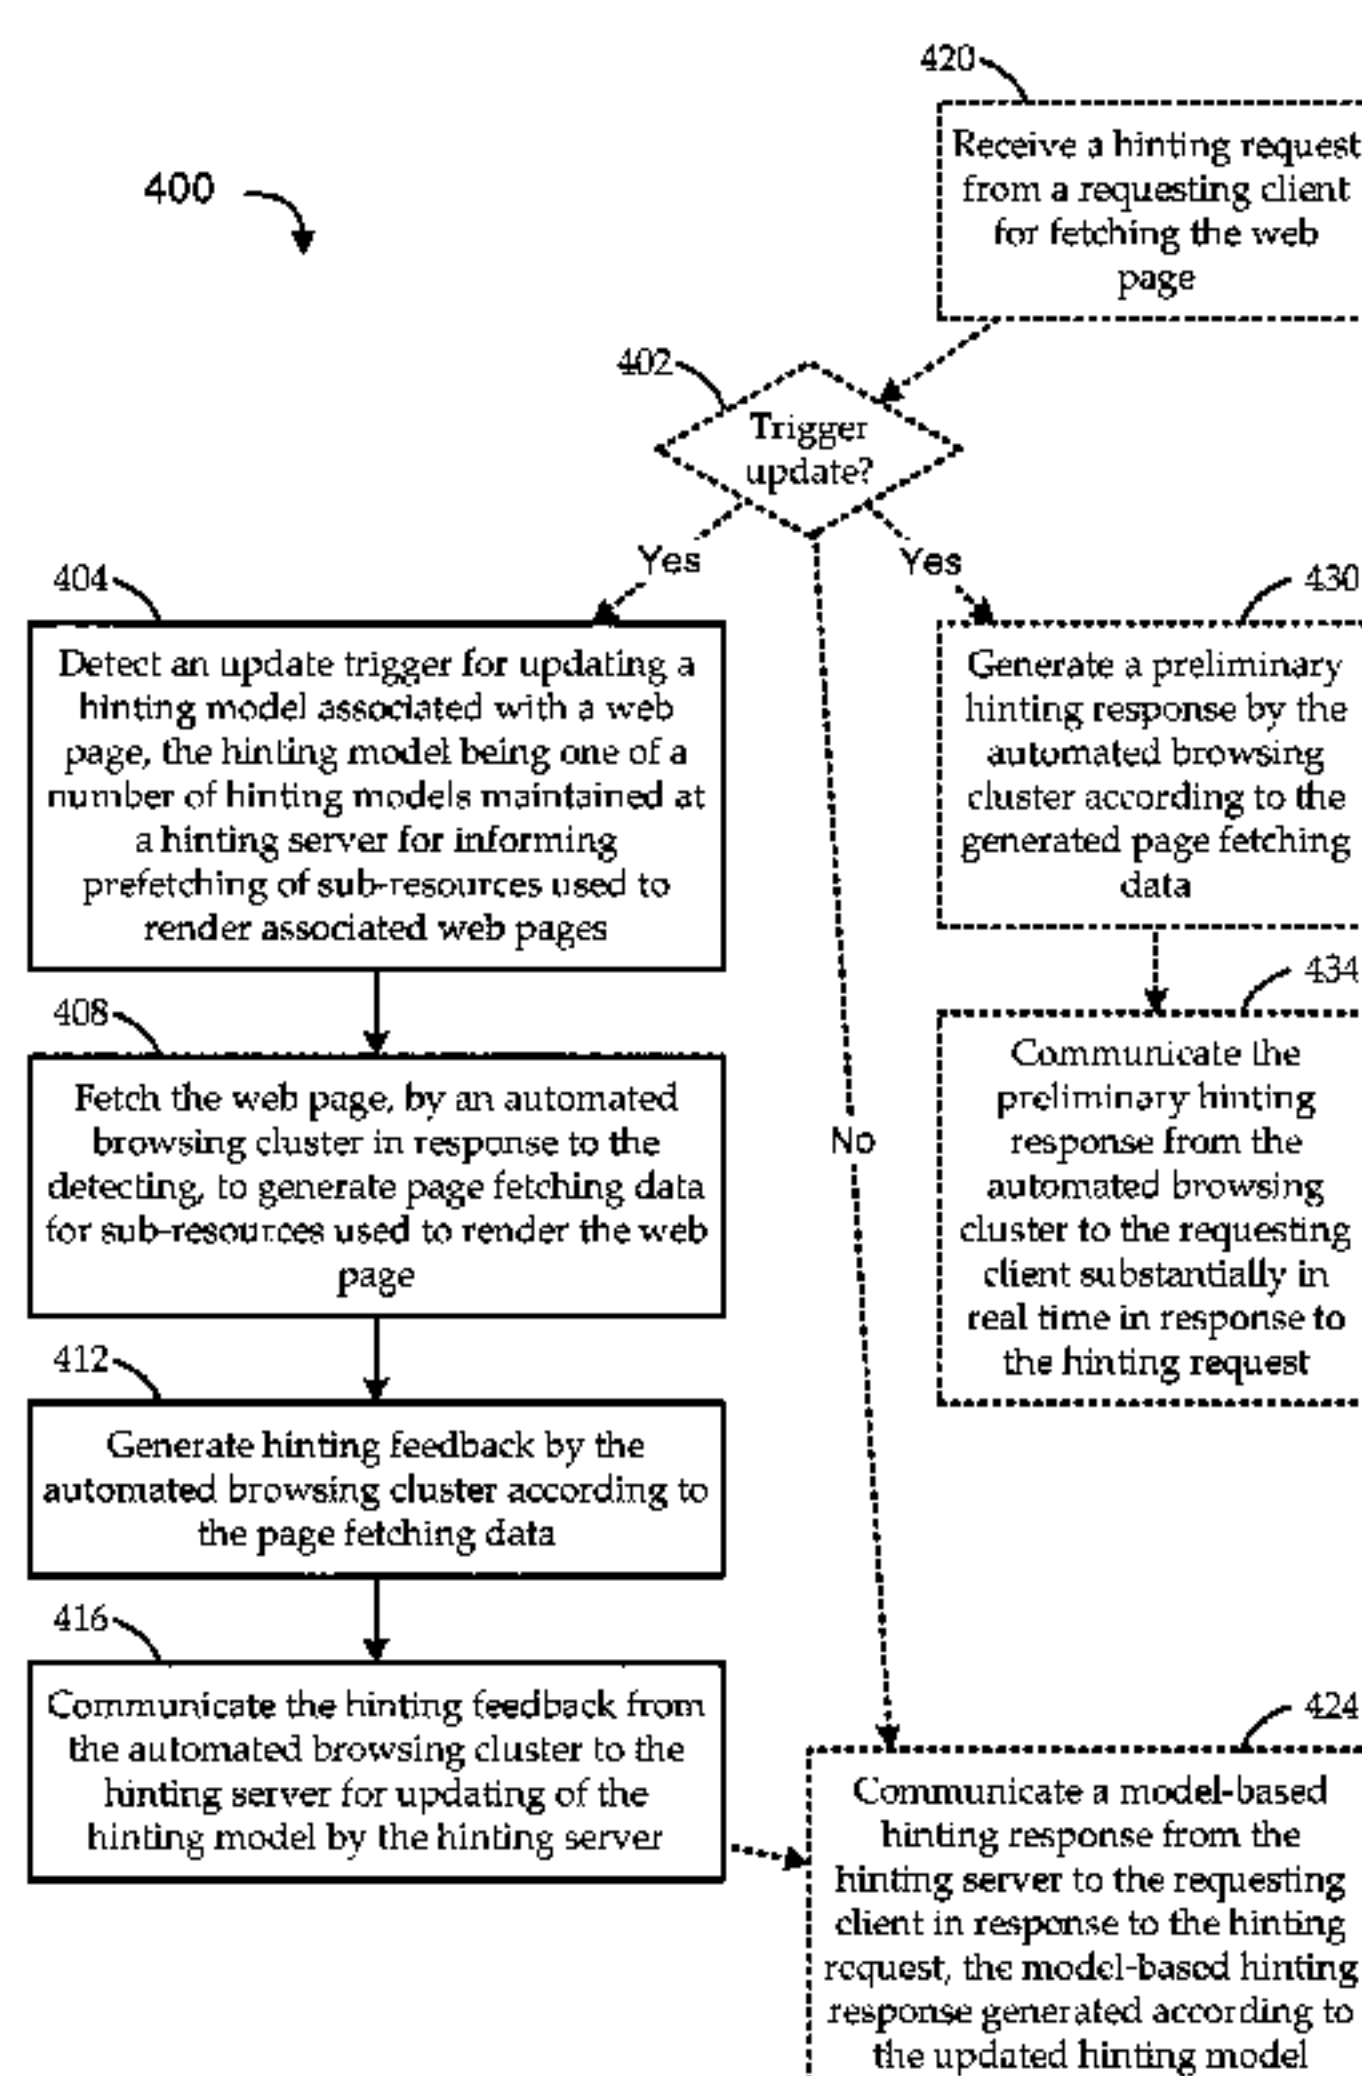 420
Receive a hinting request
from a requesting client
for fetching the web
page
400
402
Trigger
update?
Yes
Yes
No
404
Detect an update trigger for updating a
hinting model associated with a web
page, the hinting model being one of a
number of hinting models maintained at
a hinting server for informing
prefetching of sub-resources used to
render associated web pages
430
Generate a preliminary
hinting response by the
automated browsing
cluster according to the
generated page fetching
data
408
Fetch the web page, by an automated
browsing cluster in response to the
detecting, to generate page fetching data
for sub-resources used to render the web
page
434
Communicate the
preliminary hinting
response from the
automated browsing
cluster to the requesting
client substantially in
real time in response to
the hinting request
412
Generate hinting feedback by the
automated browsing cluster according to
the page fetching data
416
Communicate the hinting feedback from
the automated browsing cluster to the
hinting server for updating of the
hinting model by the hinting server
424
Communicate a model-based
hinting response from the
hinting server to the requesting
client in response to the hinting
request, the model-based hinting
response generated according to
the updated hinting model